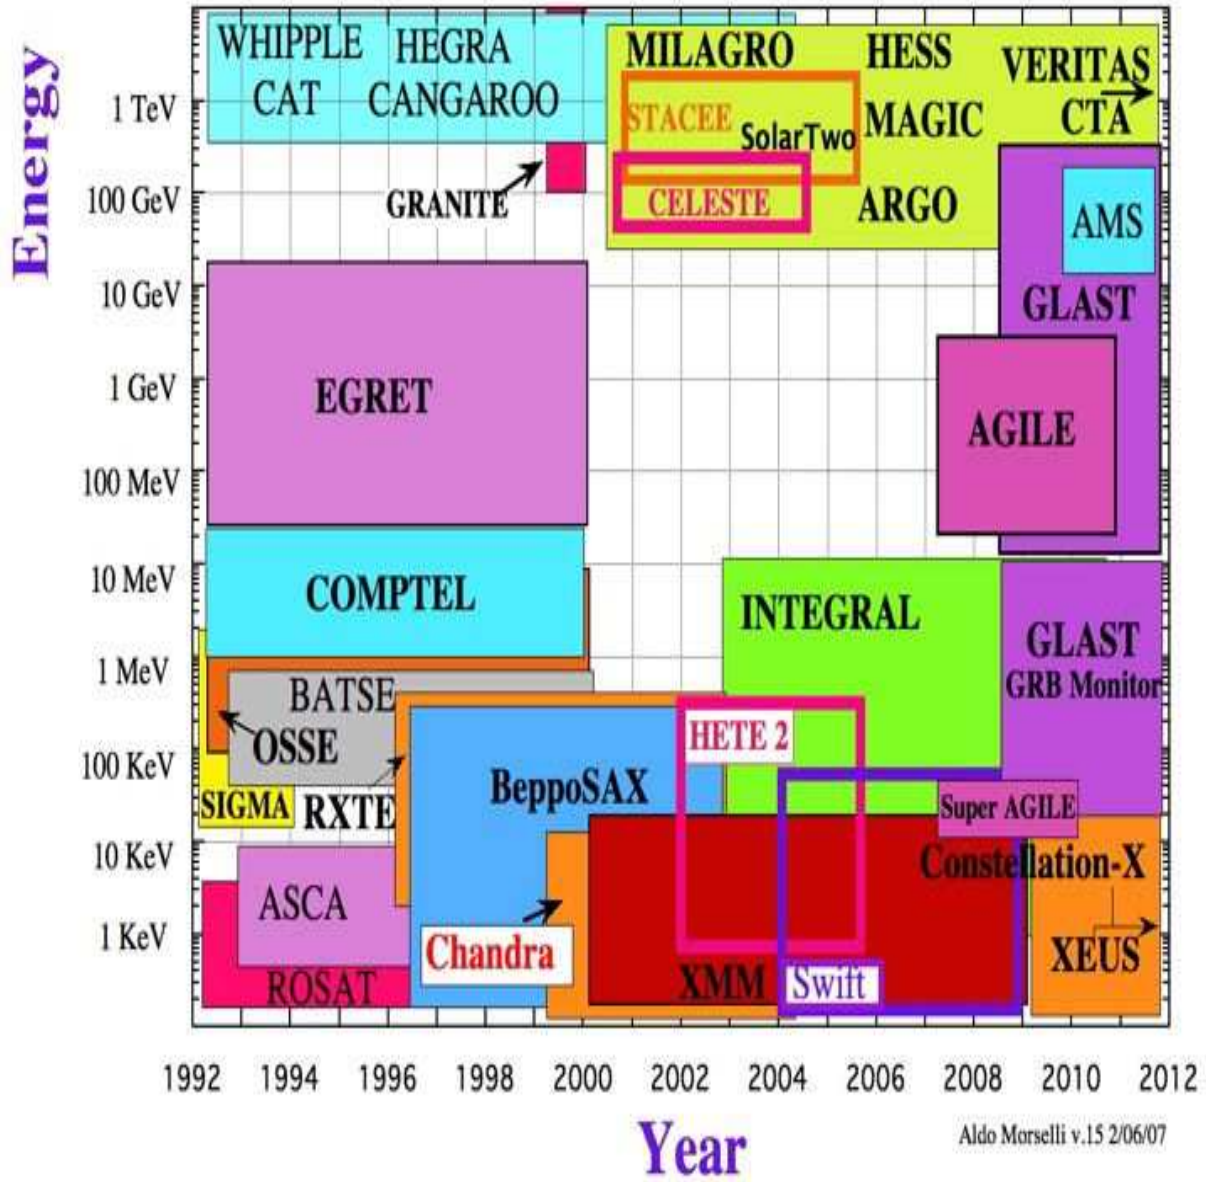 Energy
WHIPPLE HEGRA
CAT CANGAROO
MILAGRO HESS
VERITAS
STACEE SolarTwo MAGIC CTA
GRANITE
CELESTE ARGO
AMS
GLAST
EGRET
AGILE
COMPTEL
INTEGRAL
GLAST
GRB Monitor
BATSE
OSSE
HETE 2
BeppoSAX
SIGMA RXTE
Super AGILE
Constellation-X
ASCA
Chandra
XEUS
ROSAT
XMM Swift
1 TeV
100 GeV
10 GeV
1 GeV
100 MeV
10 MeV
1 MeV
100 KeV
10 KeV
1 KeV
1992 1994 1996 1998 2000 2002 2004 2006 2008 2010 2012
Year
Aldo Morselli v.15 2/06/07